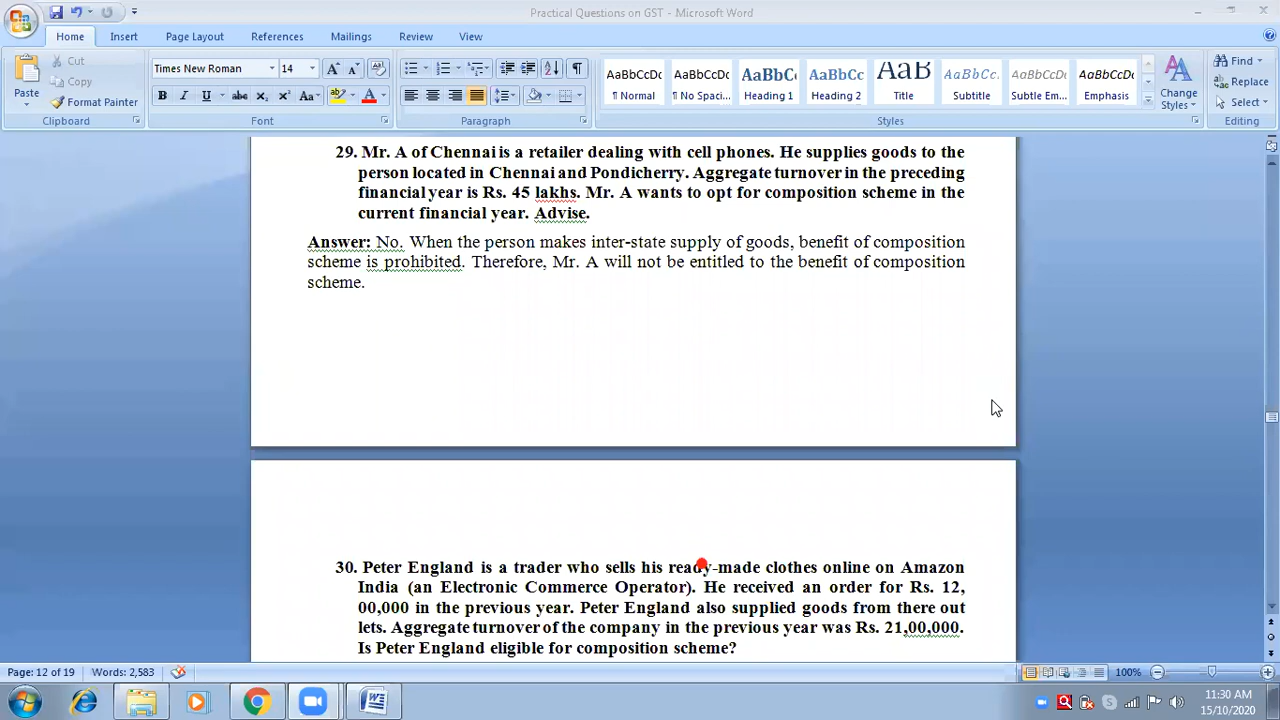 Practical Questions on GST - Microsoft Word
Home Insert Page Layout References Mailings Review View
Paste
Cut
Copy
Format Painter
Clipboard
Times New Roman 14
B I U abc X₂ X² Aa A
Font
Paragraph
AaBbCcDc AaBbCcDc AaBbC AaBbCc AaB AaBbCcL AaBbCcDc AaBbCcDc
¶ Normal ¶ No Spaci... Heading 1 Heading 2 Title Subtitle Subtle Em... Emphasis
Change Styles
Styles
Find
Replace
Select
Editing
29. Mr. A of Chennai is a retailer dealing with cell phones. He supplies goods to the
person located in Chennai and Pondicherry. Aggregate turnover in the preceding
financial year is Rs. 45 lakhs. Mr. A wants to opt for composition scheme in the
current financial year. Advise.
Answer: No. When the person makes inter-state supply of goods, benefit of composition
scheme is prohibited. Therefore, Mr. A will not be entitled to the benefit of composition
scheme.
30. Peter England is a trader who sells his ready-made clothes online on Amazon
India (an Electronic Commerce Operator). He received an order for Rs. 12,
00,000 in the previous year. Peter England also supplied goods from there out
lets. Aggregate turnover of the company in the previous year was Rs. 21,00,000.
Is Peter England eligible for composition scheme?
Page: 12 of 19 Words: 2,583 100%
11:30 AM
15/10/2020